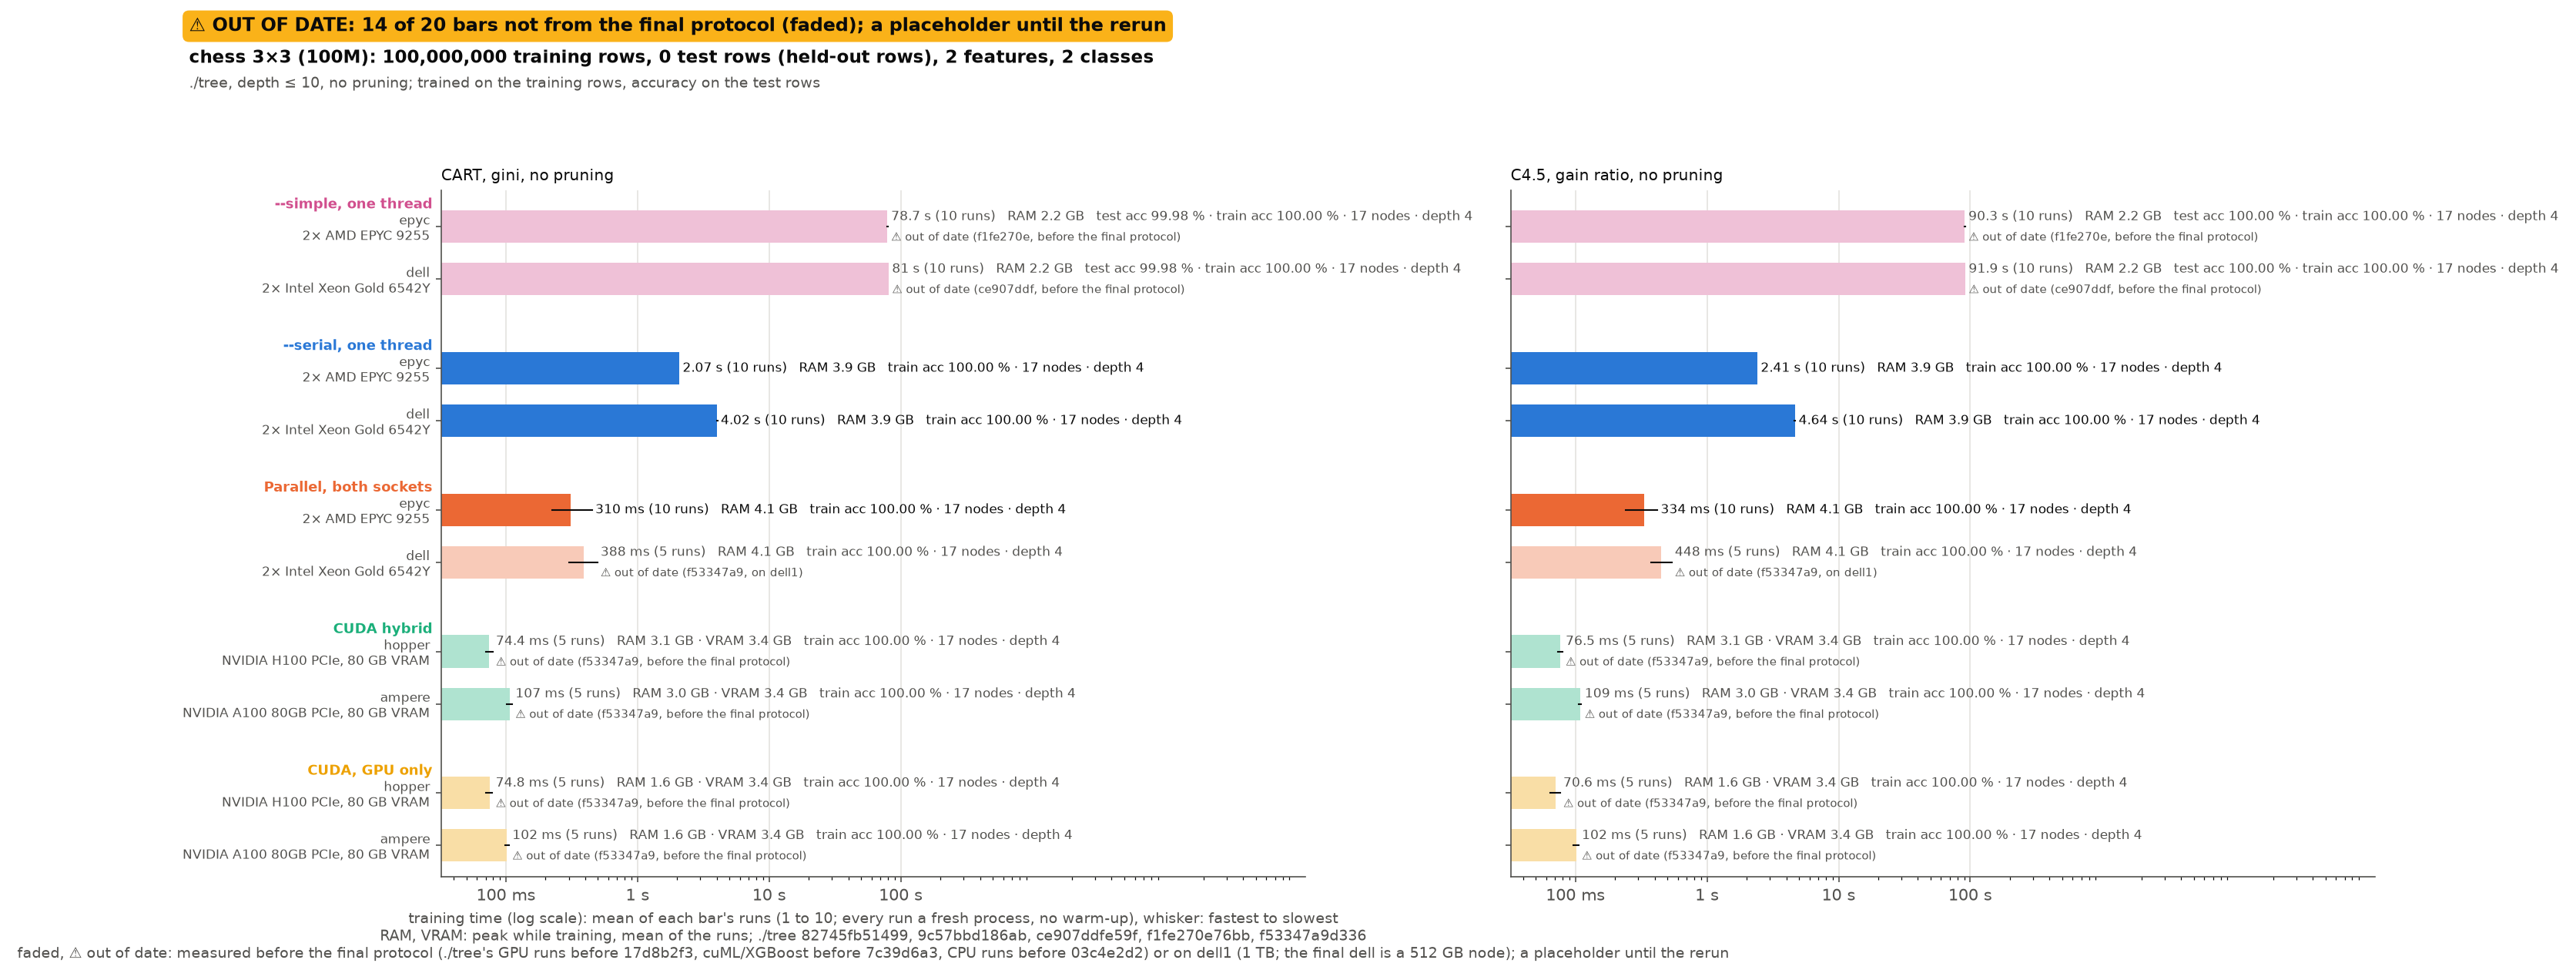 ⚠ OUT OF DATE: 14 of 20 bars not from the final protocol (faded); a placeholder until the rerun
chess 3×3 (100M): 100,000,000 training rows, 0 test rows (held-out rows), 2 features, 2 classes
./tree, depth ≤ 10, no pruning; trained on the training rows, accuracy on the test rows
CART, gini, no pruning
--simple, one thread
epyc
2× AMD EPYC 9255
78.7 s (10 runs) RAM 2.2 GB test acc 99.98 % · train acc 100.00 % · 17 nodes · depth 4
⚠ out of date (f1fe270e, before the final protocol)
dell
2× Intel Xeon Gold 6542Y
81 s (10 runs) RAM 2.2 GB test acc 99.98 % · train acc 100.00 % · 17 nodes · depth 4
⚠ out of date (ce907ddf, before the final protocol)
--serial, one thread
epyc
2× AMD EPYC 9255
2.07 s (10 runs) RAM 3.9 GB train acc 100.00 % · 17 nodes · depth 4
dell
2× Intel Xeon Gold 6542Y
4.02 s (10 runs) RAM 3.9 GB train acc 100.00 % · 17 nodes · depth 4
Parallel, both sockets
epyc
2× AMD EPYC 9255
310 ms (10 runs) RAM 4.1 GB train acc 100.00 % · 17 nodes · depth 4
dell
2× Intel Xeon Gold 6542Y
388 ms (5 runs) RAM 4.1 GB train acc 100.00 % · 17 nodes · depth 4
⚠ out of date (f53347a9, on dell1)
CUDA hybrid
hopper
NVIDIA H100 PCIe, 80 GB VRAM
74.4 ms (5 runs) RAM 3.1 GB · VRAM 3.4 GB train acc 100.00 % · 17 nodes · depth 4
⚠ out of date (f53347a9, before the final protocol)
ampere
NVIDIA A100 80GB PCIe, 80 GB VRAM
107 ms (5 runs) RAM 3.0 GB · VRAM 3.4 GB train acc 100.00 % · 17 nodes · depth 4
⚠ out of date (f53347a9, before the final protocol)
CUDA, GPU only
hopper
NVIDIA H100 PCIe, 80 GB VRAM
74.8 ms (5 runs) RAM 1.6 GB · VRAM 3.4 GB train acc 100.00 % · 17 nodes · depth 4
⚠ out of date (f53347a9, before the final protocol)
ampere
NVIDIA A100 80GB PCIe, 80 GB VRAM
102 ms (5 runs) RAM 1.6 GB · VRAM 3.4 GB train acc 100.00 % · 17 nodes · depth 4
⚠ out of date (f53347a9, before the final protocol)
100 ms 1 s 10 s 100 s
C4.5, gain ratio, no pruning
90.3 s (10 runs) RAM 2.2 GB test acc 100.00 % · train acc 100.00 % · 17 nodes · depth 4
⚠ out of date (f1fe270e, before the final protocol)
91.9 s (10 runs) RAM 2.2 GB test acc 100.00 % · train acc 100.00 % · 17 nodes · depth 4
⚠ out of date (ce907ddf, before the final protocol)
2.41 s (10 runs) RAM 3.9 GB train acc 100.00 % · 17 nodes · depth 4
4.64 s (10 runs) RAM 3.9 GB train acc 100.00 % · 17 nodes · depth 4
334 ms (10 runs) RAM 4.1 GB train acc 100.00 % · 17 nodes · depth 4
448 ms (5 runs) RAM 4.1 GB train acc 100.00 % · 17 nodes · depth 4
⚠ out of date (f53347a9, on dell1)
76.5 ms (5 runs) RAM 3.1 GB · VRAM 3.4 GB train acc 100.00 % · 17 nodes · depth 4
⚠ out of date (f53347a9, before the final protocol)
109 ms (5 runs) RAM 3.0 GB · VRAM 3.4 GB train acc 100.00 % · 17 nodes · depth 4
⚠ out of date (f53347a9, before the final protocol)
70.6 ms (5 runs) RAM 1.6 GB · VRAM 3.4 GB train acc 100.00 % · 17 nodes · depth 4
⚠ out of date (f53347a9, before the final protocol)
102 ms (5 runs) RAM 1.6 GB · VRAM 3.4 GB train acc 100.00 % · 17 nodes · depth 4
⚠ out of date (f53347a9, before the final protocol)
100 ms 1 s 10 s 100 s
training time (log scale): mean of each bar's runs (1 to 10; every run a fresh process, no warm-up), whisker: fastest to slowest
RAM, VRAM: peak while training, mean of the runs; ./tree 82745fb51499, 9c57bbd186ab, ce907ddfe59f, f1fe270e76bb, f53347a9d336
faded, ⚠ out of date: measured before the final protocol (./tree's GPU runs before 17d8b2f3, cuML/XGBoost before 7c39d6a3, CPU runs before 03c4e2d2) or on dell1 (1 TB; the final dell is a 512 GB node); a placeholder until the rerun